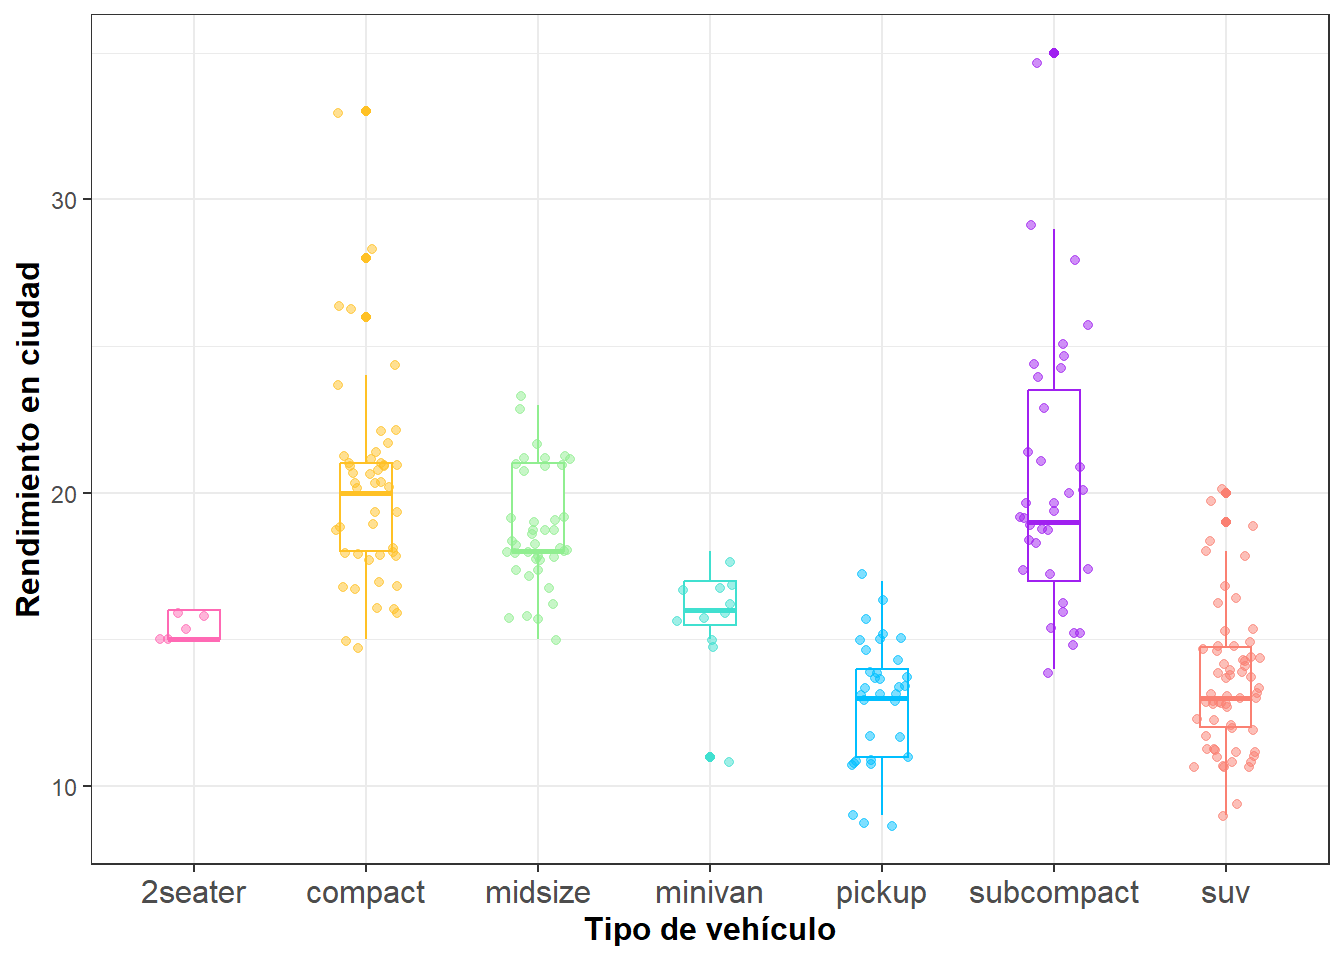 Rendimiento en ciudad
30
20
10
2seater compact midsize minivan pickup subcompact suv
Tipo de vehículo